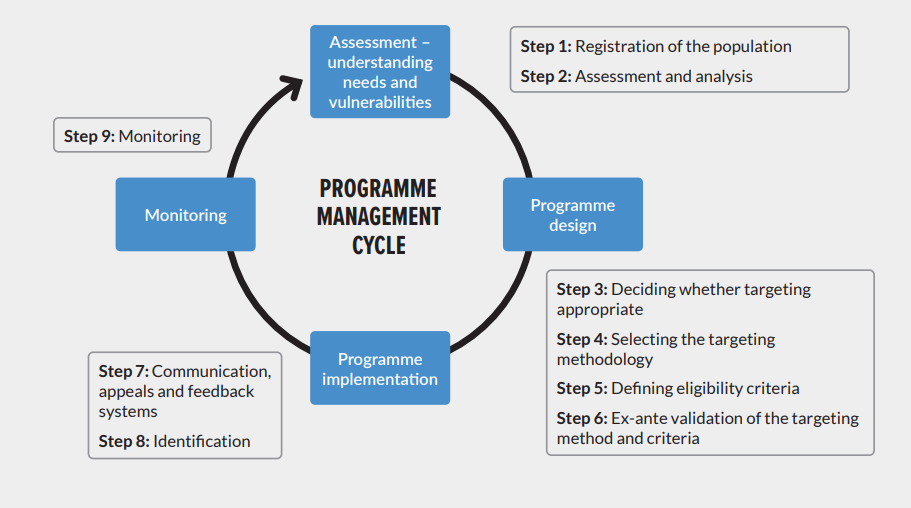 Assessment –
understanding
needs and
vulnerabilities
Step 1: Registration of the population
Step 2: Assessment and analysis
Step 9: Monitoring
PROGRAMME
MANAGEMENT
CYCLE
Monitoring
Programme
design
Step 3: Deciding whether targeting
appropriate
Step 4: Selecting the targeting
methodology
Step 5: Defining eligibility criteria
Step 6: Ex-ante validation of the targeting
method and criteria
Programme
implementation
Step 7: Communication,
appeals and feedback
systems
Step 8: Identification